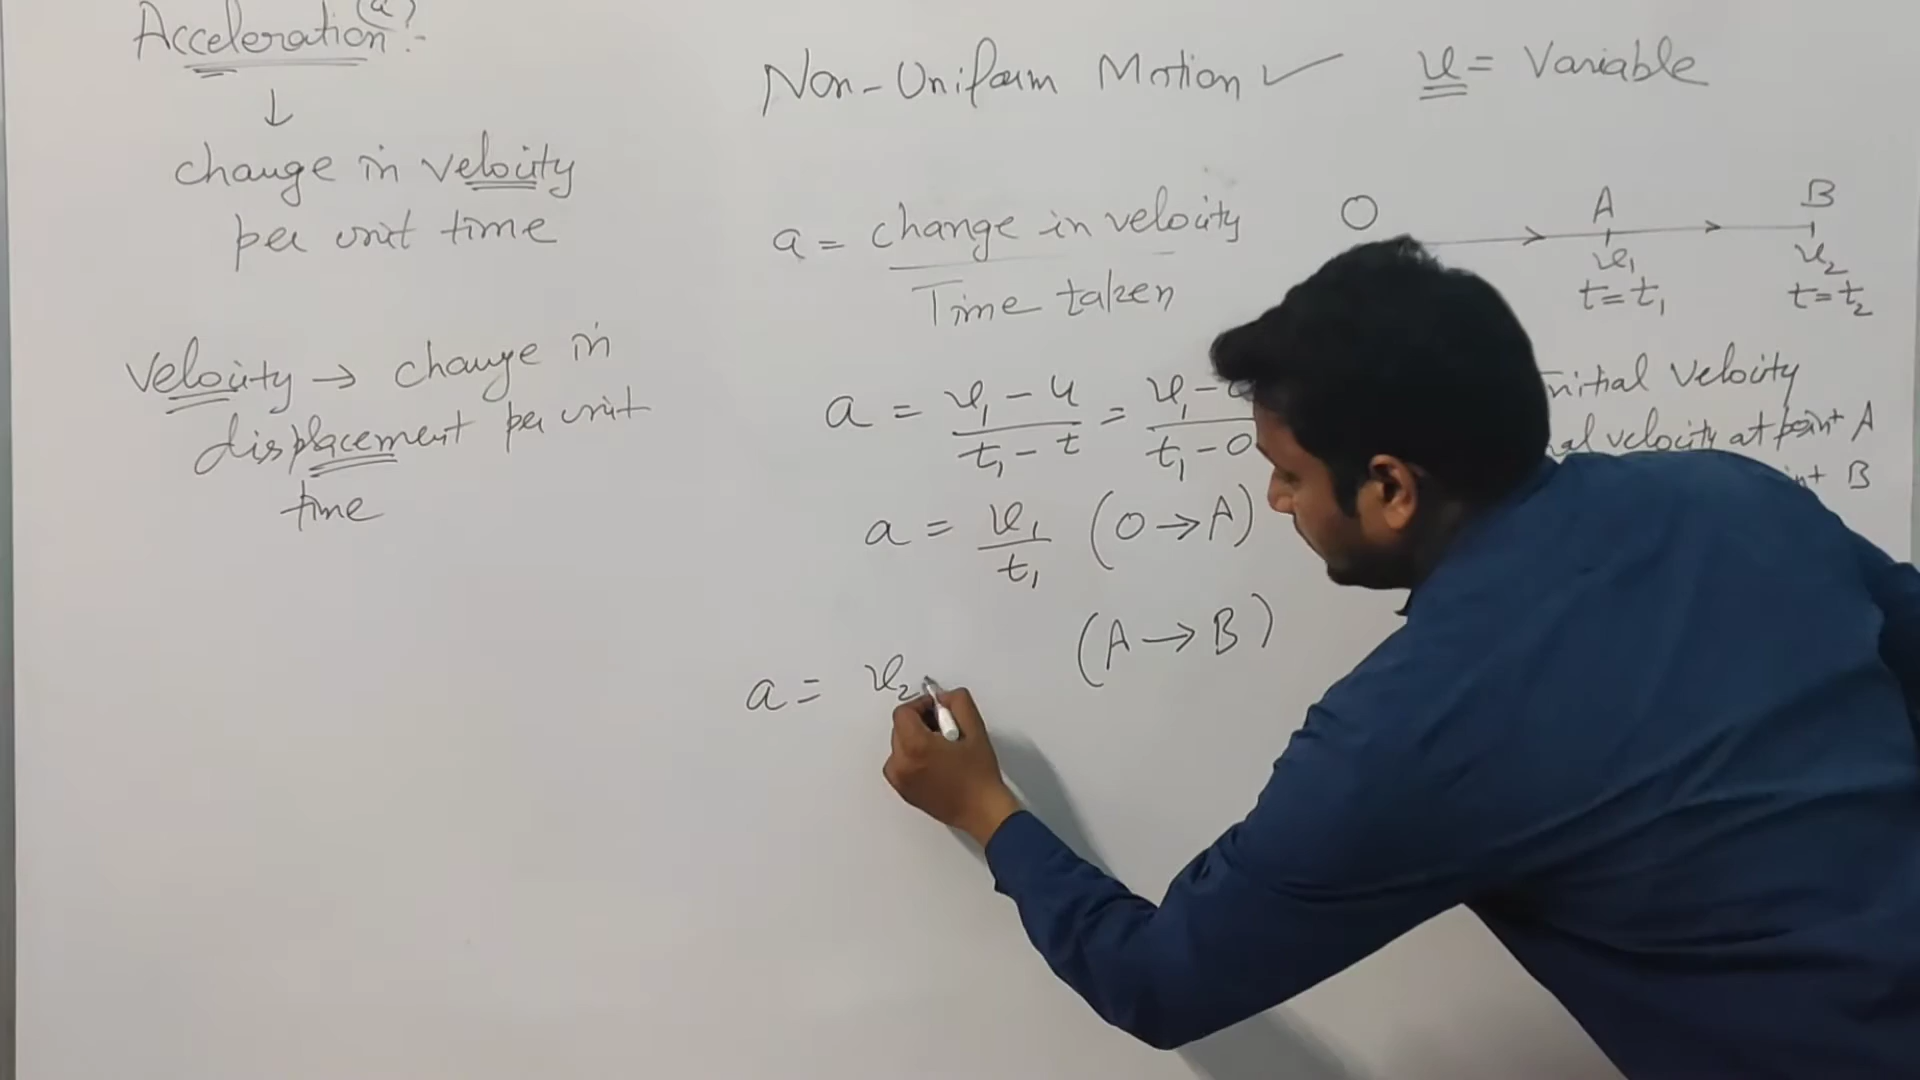 Acceleration (a) :-
↓
change in velocity
per unit time
Velocity → change in
displacement per unit
time
Non-Uniform Motion ✓ v = Variable
a = change in velocity / Time taken
O A B
v₁ v₂
t=t₁ t=t₂
Initial Velocity
velocity at point A
B
a = v₁ - u / t₁ - t = v₁ - / t₁ - 0
a = v₁ / t₁ (O → A)
(A → B)
a = v₂